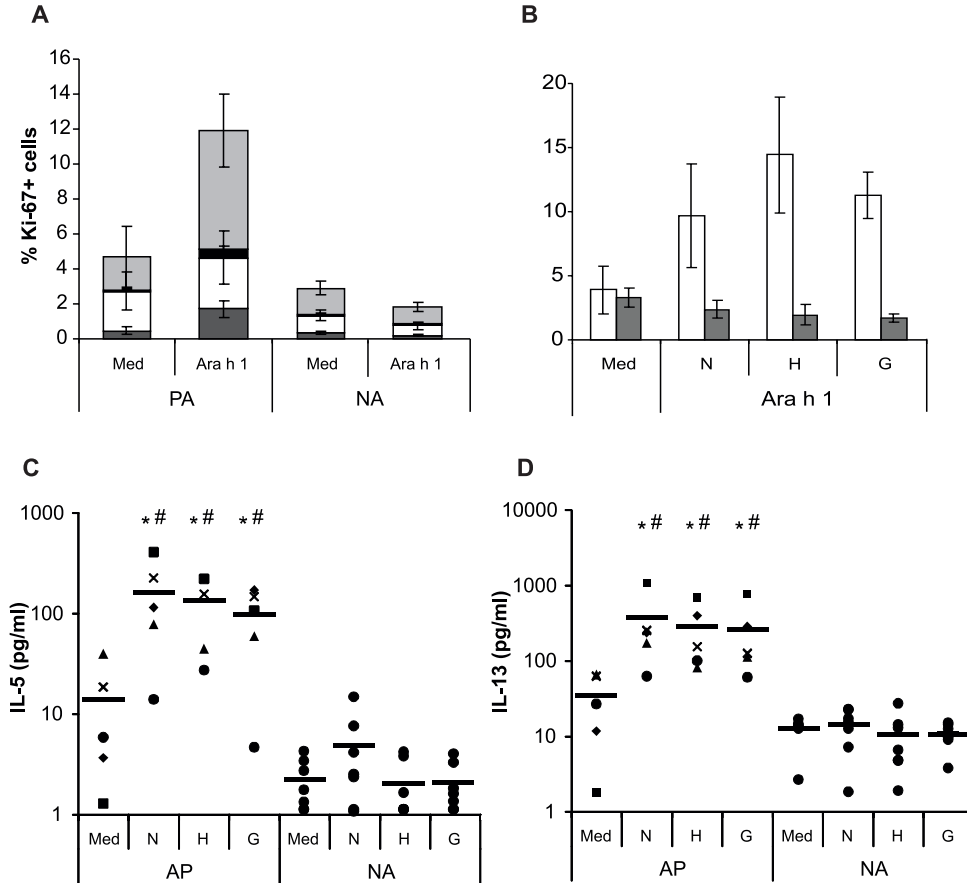 A
% Ki-67+ cells
16
14
12
10
8
6
4
2
0
Med Ara h 1 Med Ara h 1
PA NA
B
20
15
10
5
0
Med N H G
Ara h 1
C
IL-5 (pg/ml)
1000
100
10
1
* # * # * #
Med N H G Med N H G
AP NA
D
IL-13 (pg/ml)
10000
1000
100
10
1
* # * # * #
Med N H G Med N H G
AP NA